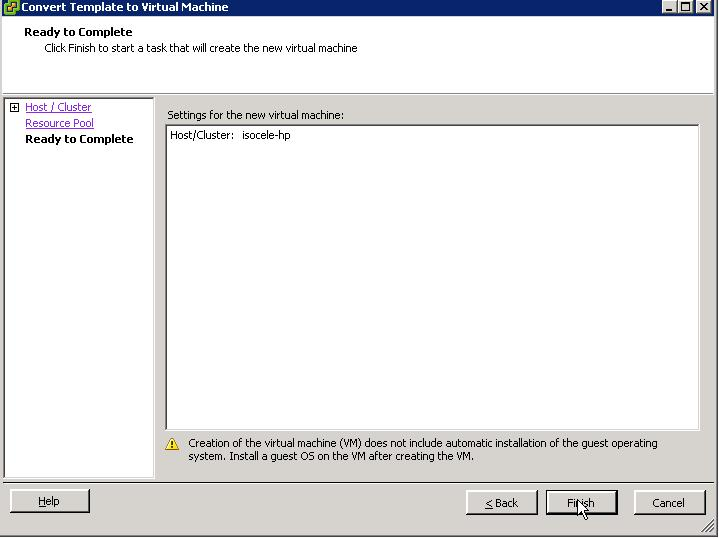 Convert Template to Virtual Machine
Ready to Complete
Click Finish to start a task that will create the new virtual machine
Host / Cluster
Resource Pool
Ready to Complete
Settings for the new virtual machine:
Host/Cluster: isocele-hp
Creation of the virtual machine (VM) does not include automatic installation of the guest operating
system. Install a guest OS on the VM after creating the VM.
Help
< Back
Finish
Cancel